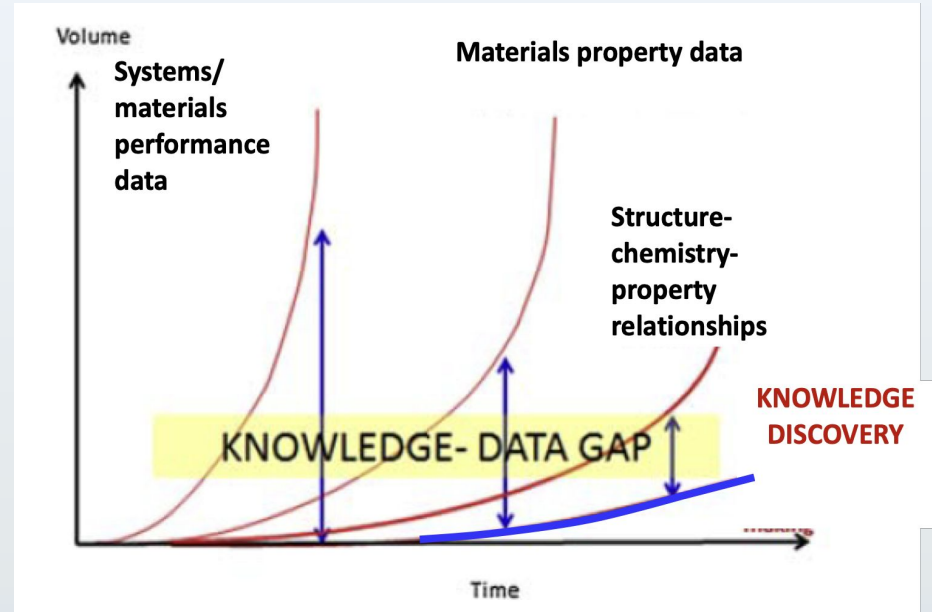 Volume
Systems/
materials
performance
data
Materials property data
Structure-
chemistry-
property
relationships
KNOWLEDGE
DISCOVERY
KNOWLEDGE- DATA GAP
Time